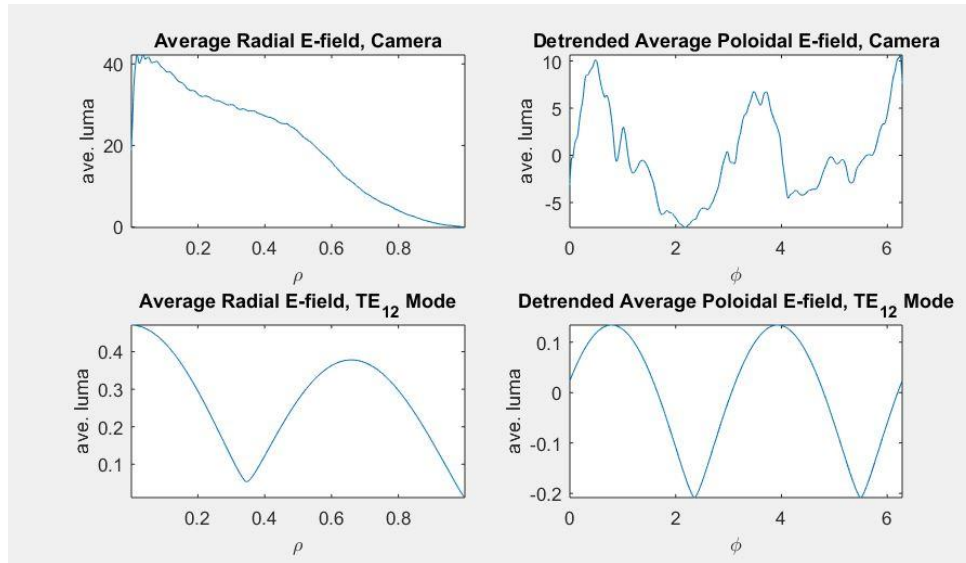 Average Radial E-field, Camera
40
20
0
ave. luma
0.2 0.4 0.6 0.8
ρ
Detrended Average Poloidal E-field, Camera
10
5
0
-5
ave. luma
0 2 4 6
ϕ
Average Radial E-field, TE12 Mode
0.4
0.3
0.2
0.1
ave. luma
0.2 0.4 0.6 0.8
ρ
Detrended Average Poloidal E-field, TE12 Mode
0.1
0
-0.1
-0.2
ave. luma
0 2 4 6
ϕ